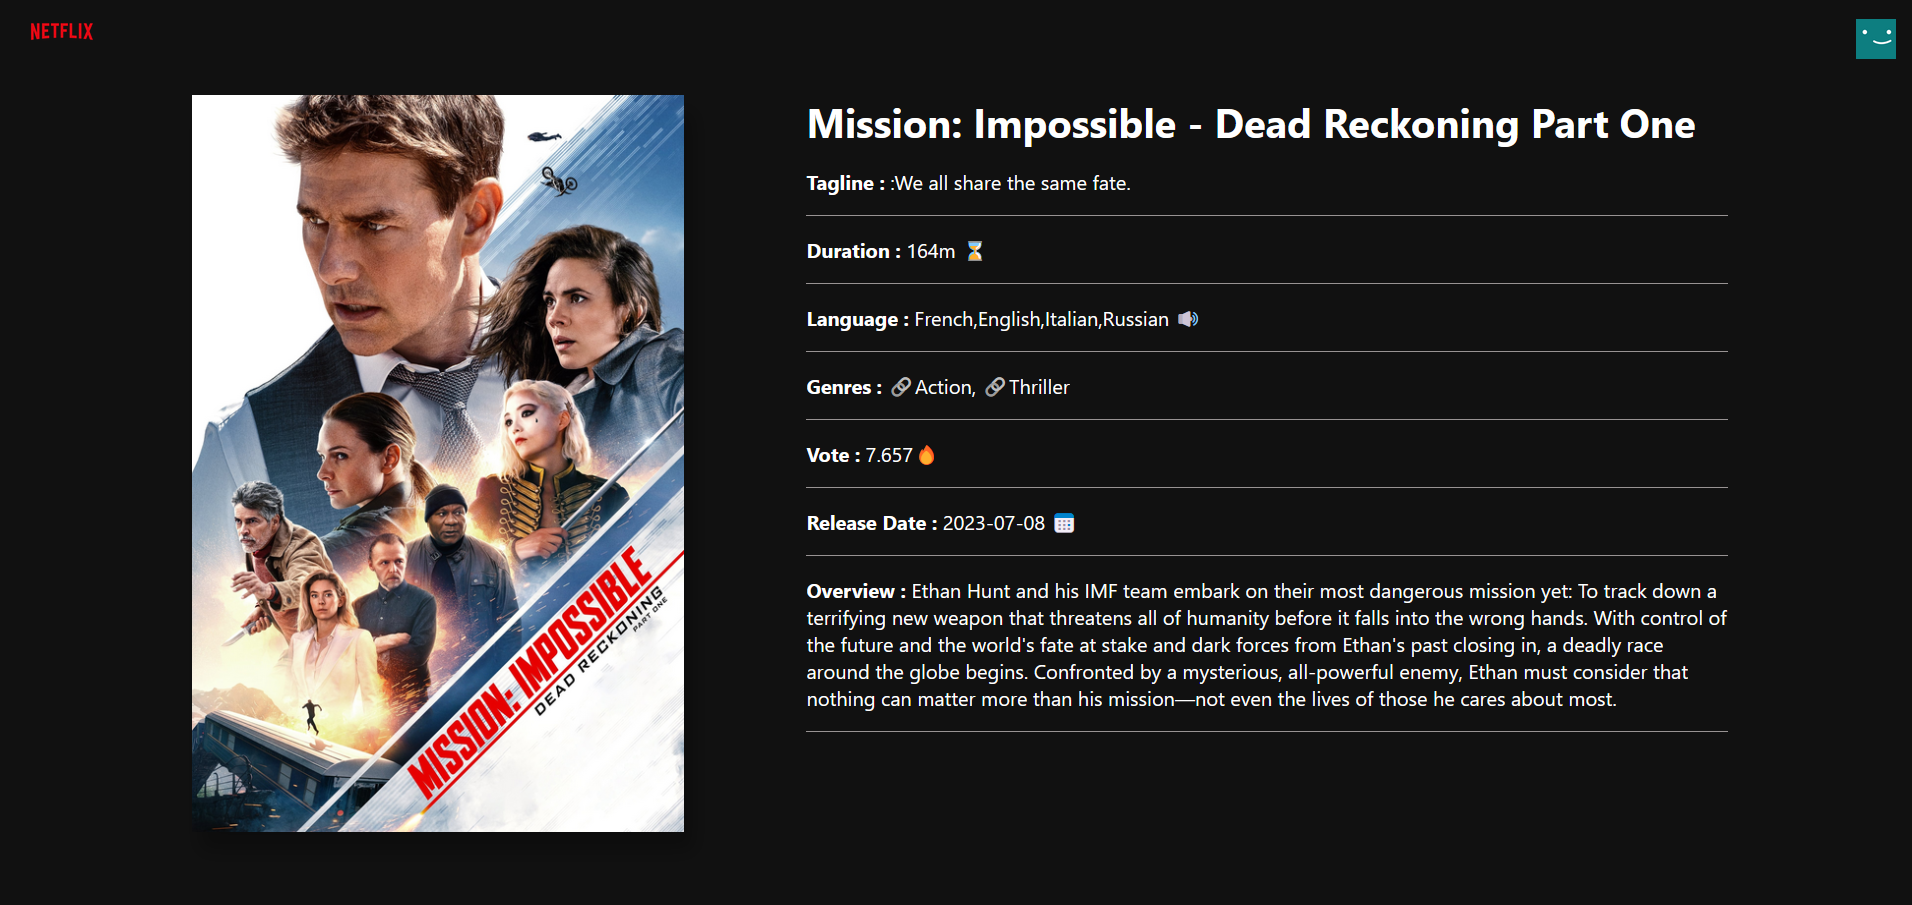 NETFLIX
Mission: Impossible - Dead Reckoning Part One
Tagline : :We all share the same fate.
Duration : 164m ⏳
Language : French,English,Italian,Russian 🔊
Genres : 🔗Action, 🔗Thriller
Vote : 7.657🔥
Release Date : 2023-07-08 📅
Overview : Ethan Hunt and his IMF team embark on their most dangerous mission yet: To track down a
terrifying new weapon that threatens all of humanity before it falls into the wrong hands. With control of
the future and the world's fate at stake and dark forces from Ethan's past closing in, a deadly race
around the globe begins. Confronted by a mysterious, all-powerful enemy, Ethan must consider that
nothing can matter more than his mission—not even the lives of those he cares about most.
MISSION: IMPOSSIBLE
DEAD RECKONING
PART ONE